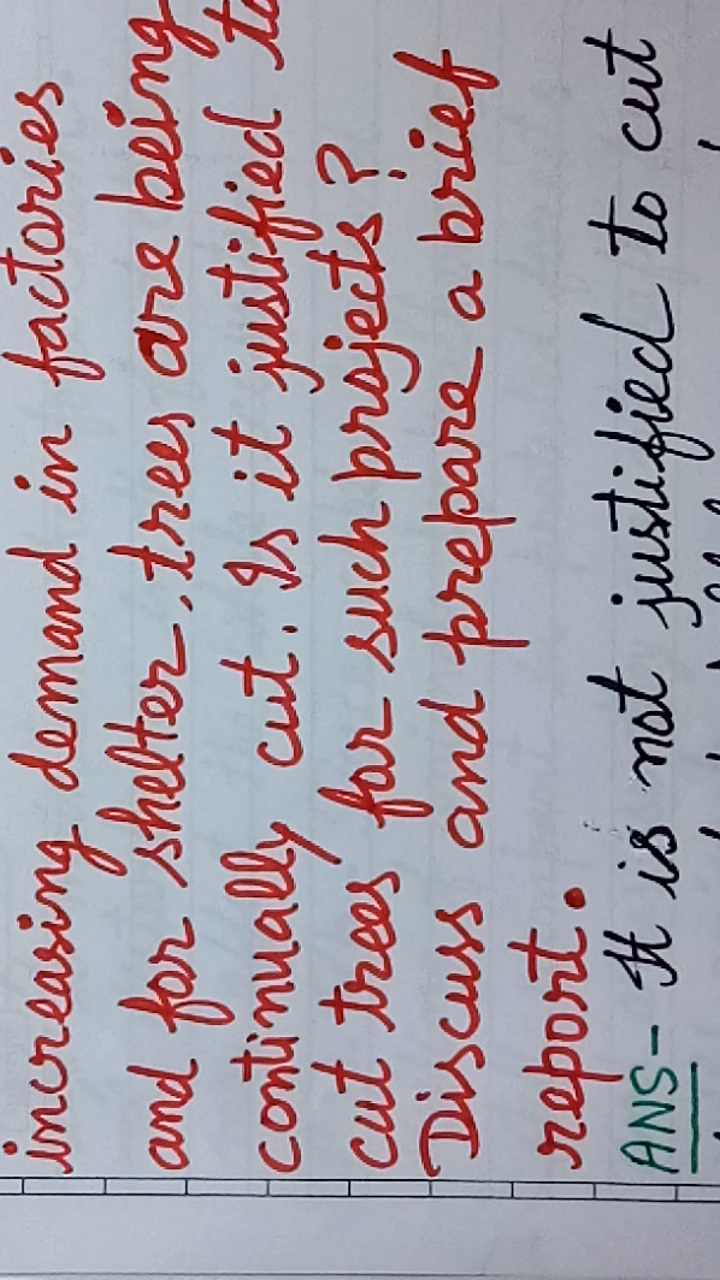 increasing demand in factories
and for shelter, trees are being
continually cut. Is it justified to
cut trees for such projects?
Discuss and prepare a brief
report.
ANS- It is not justified to cut